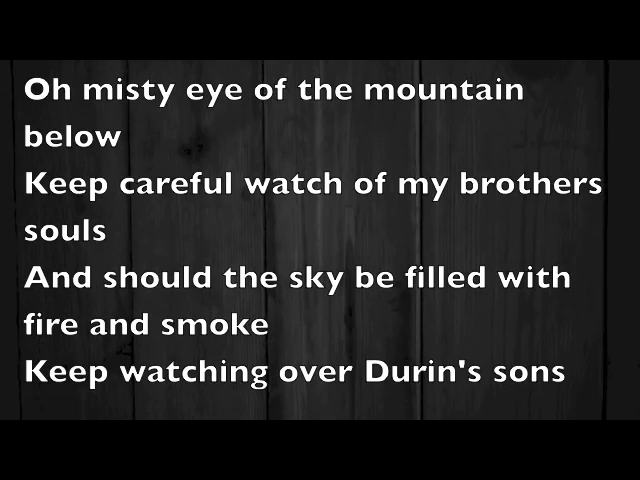 Oh misty eye of the mountain
below
Keep careful watch of my brothers
souls
And should the sky be filled with
fire and smoke
Keep watching over Durin's sons